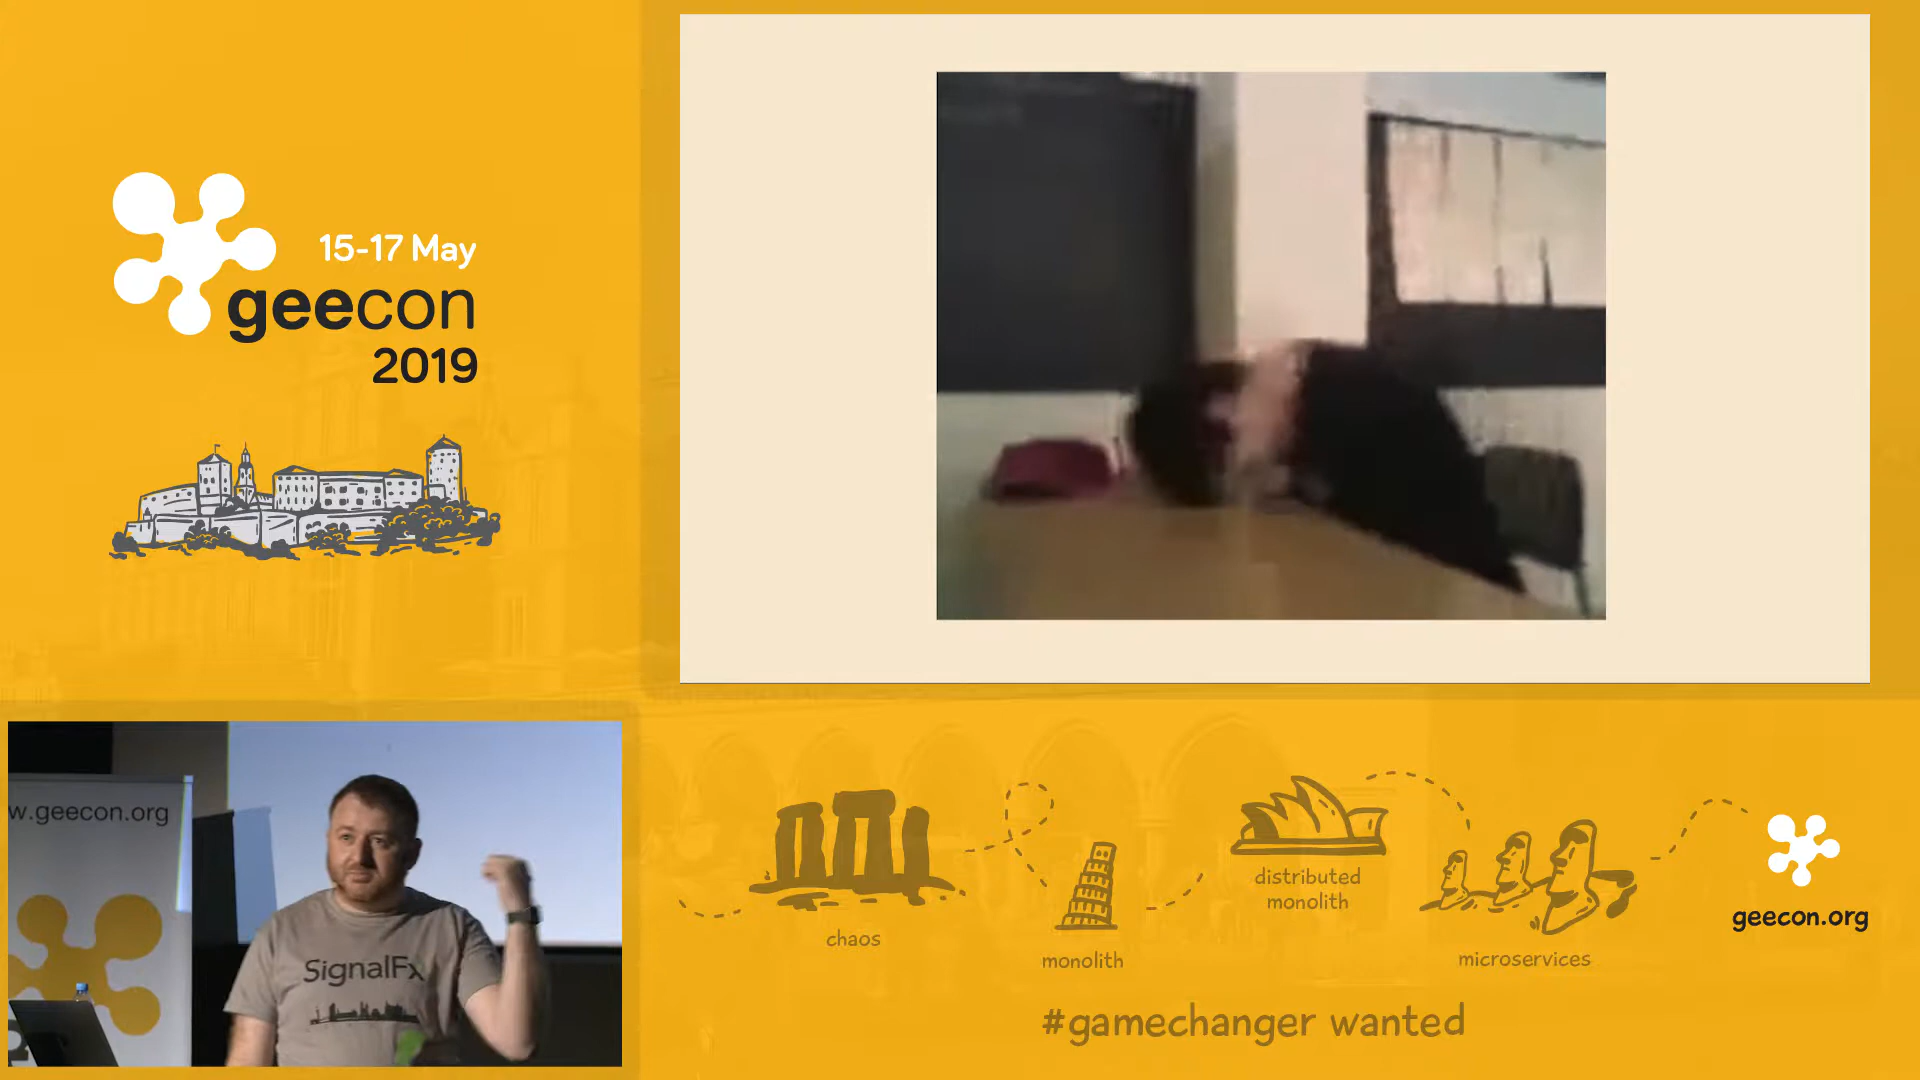 15-17 May
geecon
2019
w.geecon.org
SignalFx
chaos
monolith
distributed
monolith
microservices
geecon.org
#gamechanger wanted